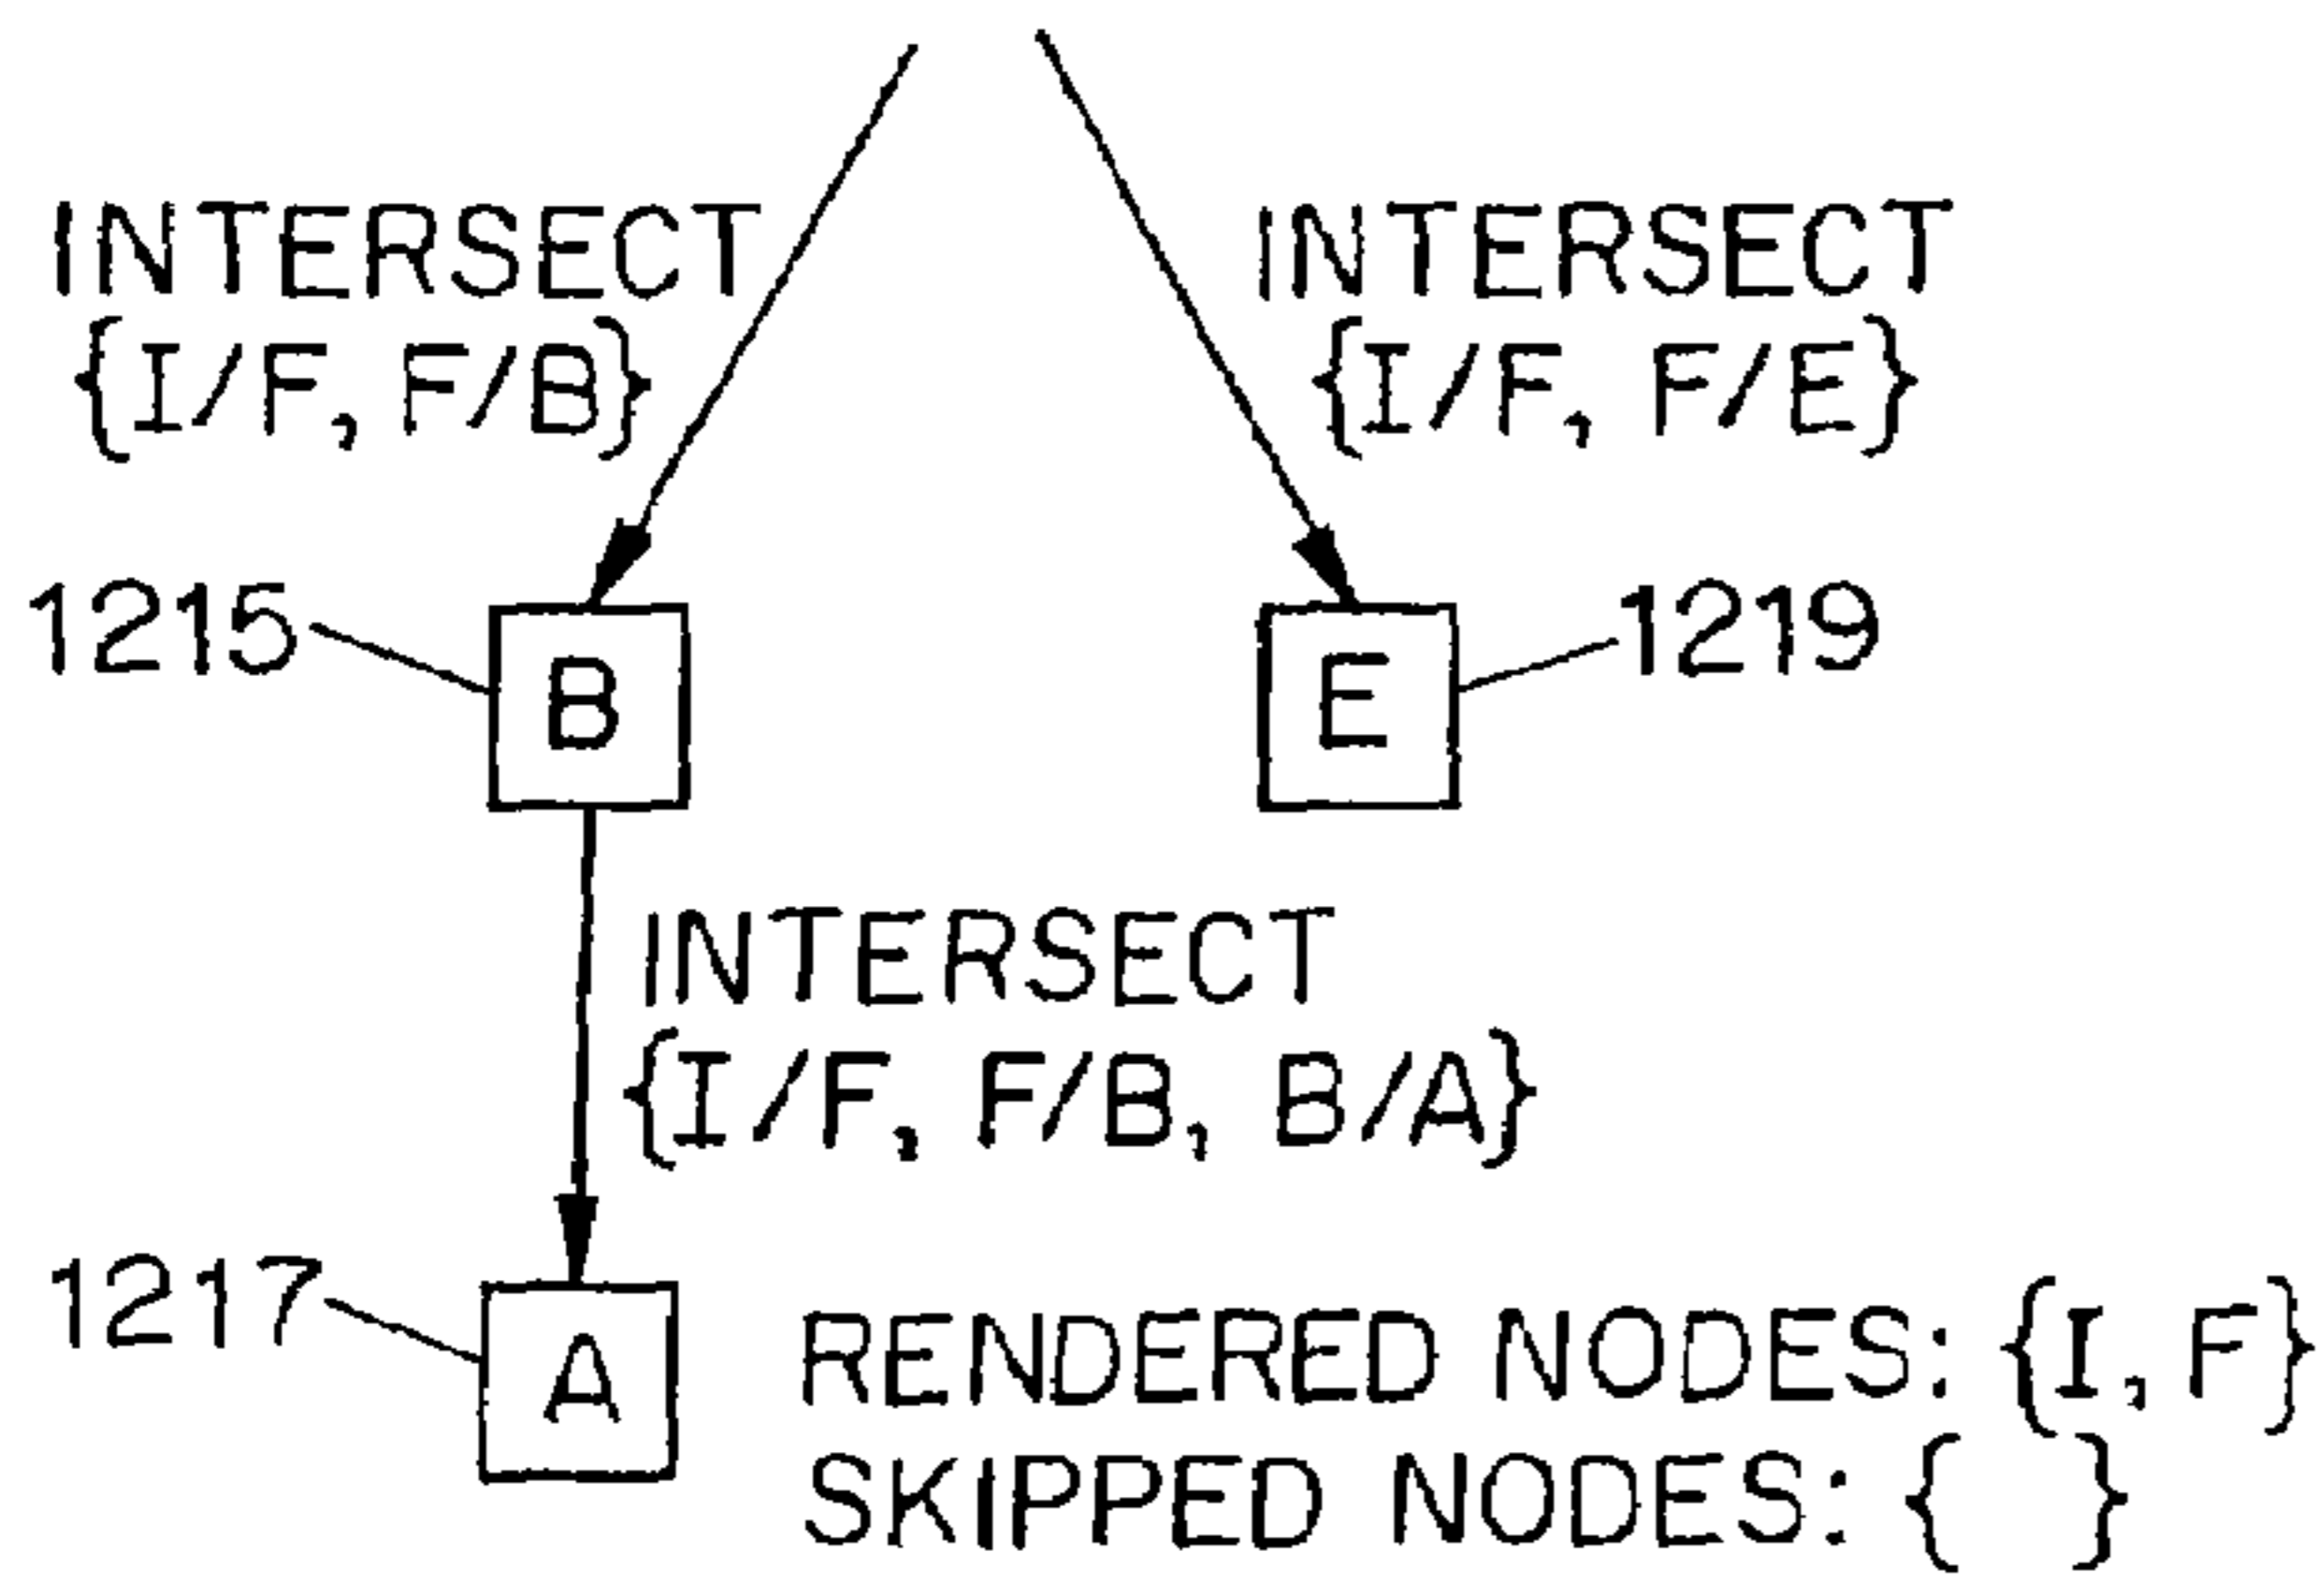 INTERSECT
{I/F, F/B}
INTERSECT
{I/F, F/E}
1215
B
E
1219
INTERSECT
{I/F, F/B, B/A}
1217
A
RENDERED NODES: {I, F}
SKIPPED NODES: { }